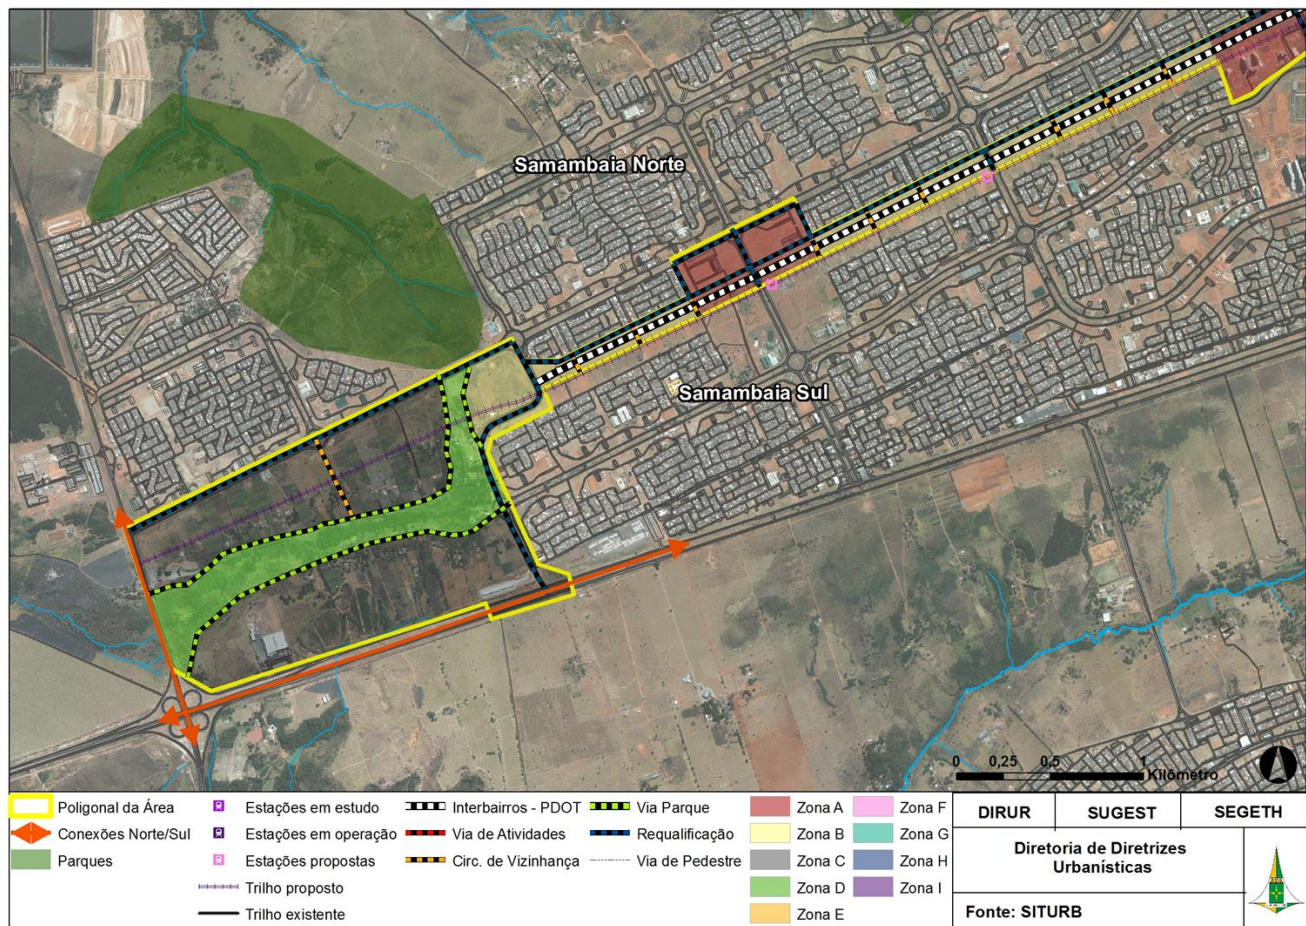 Samambaia Norte
Samambaia Sul
0 0,25 0,5 1
Kilômetro
Poligonal da Área
Conexões Norte/Sul
Parques
Estações em estudo
Estações em operação
Estações propostas
Trilho proposto
Trilho existente
Interbairros - PDOT
Via de Atividades
Circ. de Vizinhança
Via Parque
Requalificação
Via de Pedestre
Zona A
Zona B
Zona C
Zona D
Zona E
Zona F
Zona G
Zona H
Zona I
DIRUR SUGEST SEGETH
Diretoria de Diretrizes
Urbanísticas
Fonte: SITURB